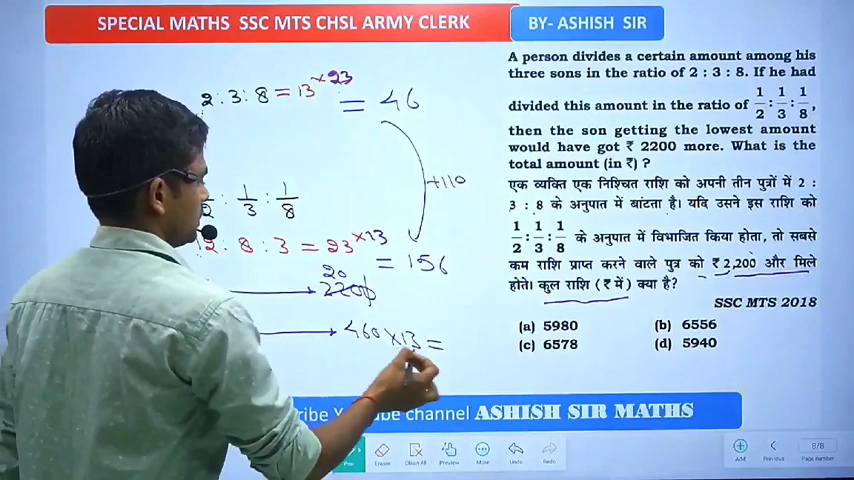 SPECIAL MATHS SSC MTS CHSL ARMY CLERK
BY- ASHISH SIR
2 : 3 : 8 = 13 ×23
= 46
+110
1/2 : 1/3 : 1/8
12 : 8 : 3 = 23 ×13
= 156
20
2200
460 × 13 =
A person divides a certain amount among his
three sons in the ratio of 2 : 3 : 8. If he had
divided this amount in the ratio of 1/2 : 1/3 : 1/8,
then the son getting the lowest amount
would have got ₹ 2200 more. What is the
total amount (in ₹) ?
एक व्यक्ति एक निश्चित राशि को अपनी तीन पुत्रों में 2 :
3 : 8 के अनुपात में बांटता है। यदि उसने इस राशि को
1/2 : 1/3 : 1/8 के अनुपात में विभाजित किया होता, तो सबसे
कम राशि प्राप्त करने वाले पुत्र को ₹ 2,200 और मिले
होते। कुल राशि (₹ में) क्या है?
SSC MTS 2018
(a) 5980
(b) 6556
(c) 6578
(d) 5940
ribe
channel ASHISH SIR MATHS
Pen
Eraser
Clean All
Preview
More
Undo
Redo
Add
Previous
8/8
Page number